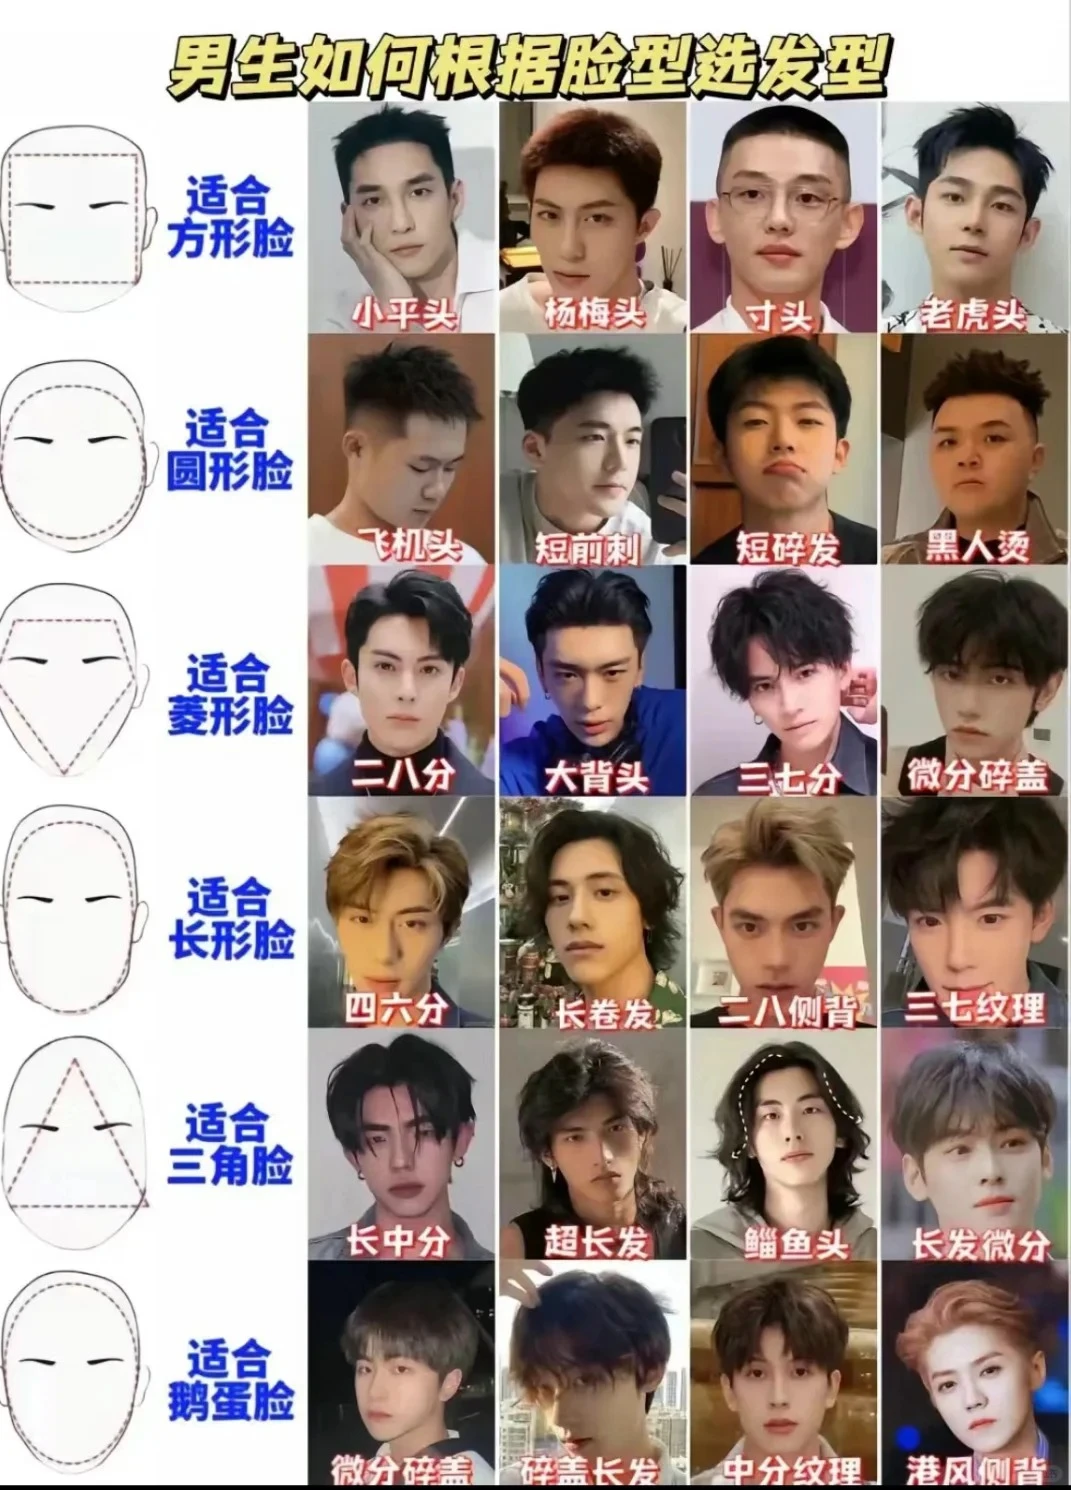 男生如何根据脸型选发型
适合
方形脸
小平头
杨梅头
寸头
老虎头
适合
圆形脸
飞机头
短前刺
短碎发
黑人烫
适合
菱形脸
二八分
大背头
三七分
微分碎盖
适合
长形脸
四六分
长卷发
二八侧背
三七纹理
适合
三角脸
长中分
超长发
鲻鱼头
长发微分
适合
鹅蛋脸
微分碎盖
碎盖长发
中分纹理
港风侧背